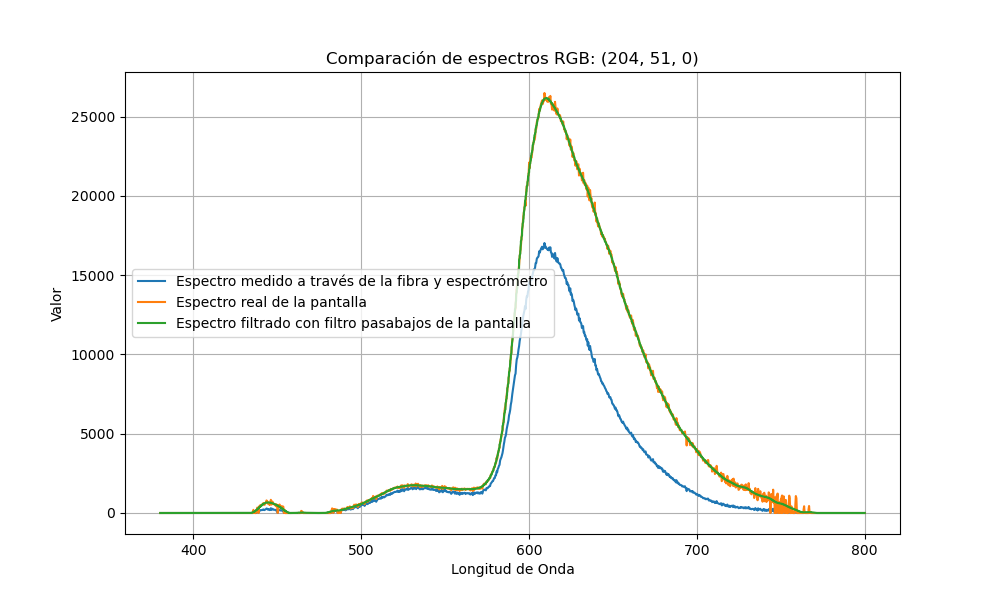 Comparación de espectros RGB: (204, 51, 0)
25000
20000
15000
10000
5000
0
Valor
Espectro medido a través de la fibra y espectrómetro
Espectro real de la pantalla
Espectro filtrado con filtro pasabajos de la pantalla
400
500
600
700
800
Longitud de Onda